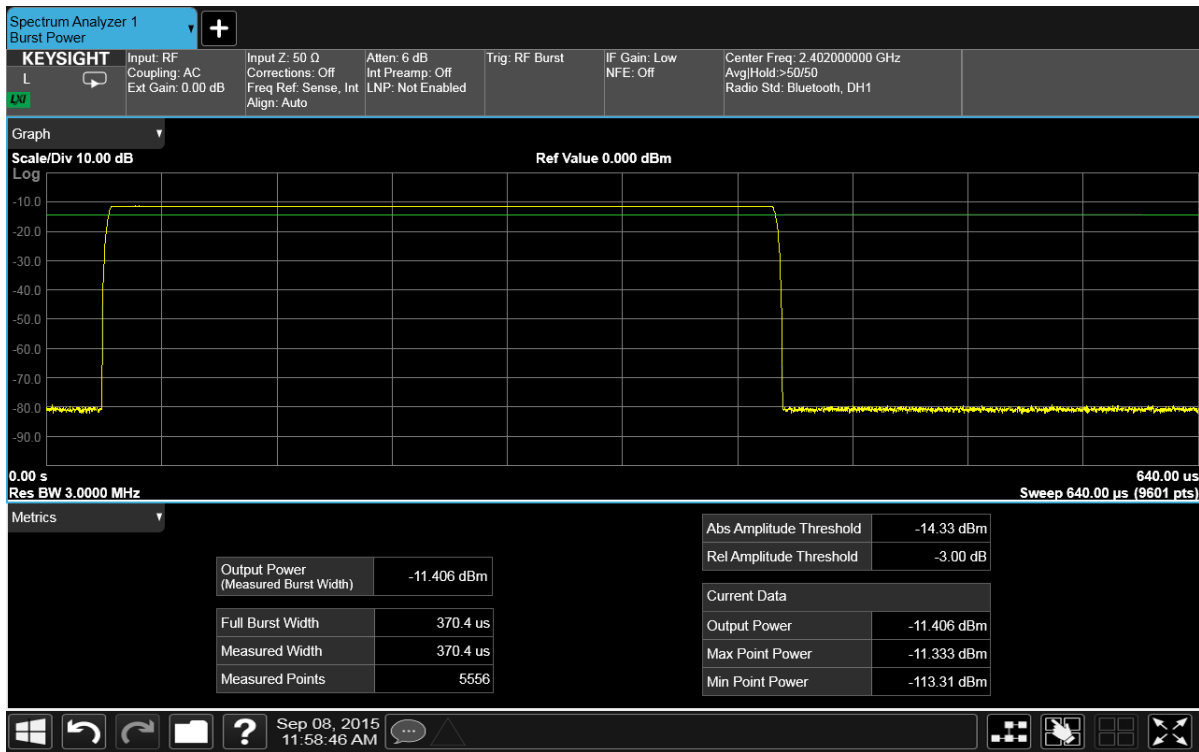 Spectrum Analyzer 1
Burst Power
KEYSIGHT
L
LXI
Input: RF
Coupling: AC
Ext Gain: 0.00 dB
Input Z: 50 Ω
Corrections: Off
Freq Ref: Sense, Int
Align: Auto
Atten: 6 dB
Int Preamp: Off
LNP: Not Enabled
Trig: RF Burst
IF Gain: Low
NFE: Off
Center Freq: 2.402000000 GHz
Avg|Hold:>50/50
Radio Std: Bluetooth, DH1
Graph
Scale/Div 10.00 dB
Ref Value 0.000 dBm
Log
-10.0
-20.0
-30.0
-40.0
-50.0
-60.0
-70.0
-80.0
-90.0
0.00 s
640.00 us
Res BW 3.0000 MHz
Sweep 640.00 µs (9601 pts)
Metrics
Output Power
(Measured Burst Width)
-11.406 dBm
Full Burst Width 370.4 us
Measured Width 370.4 us
Measured Points 5556
Abs Amplitude Threshold -14.33 dBm
Rel Amplitude Threshold -3.00 dB
Current Data
Output Power -11.406 dBm
Max Point Power -11.333 dBm
Min Point Power -113.31 dBm
?
Sep 08, 2015
11:58:46 AM